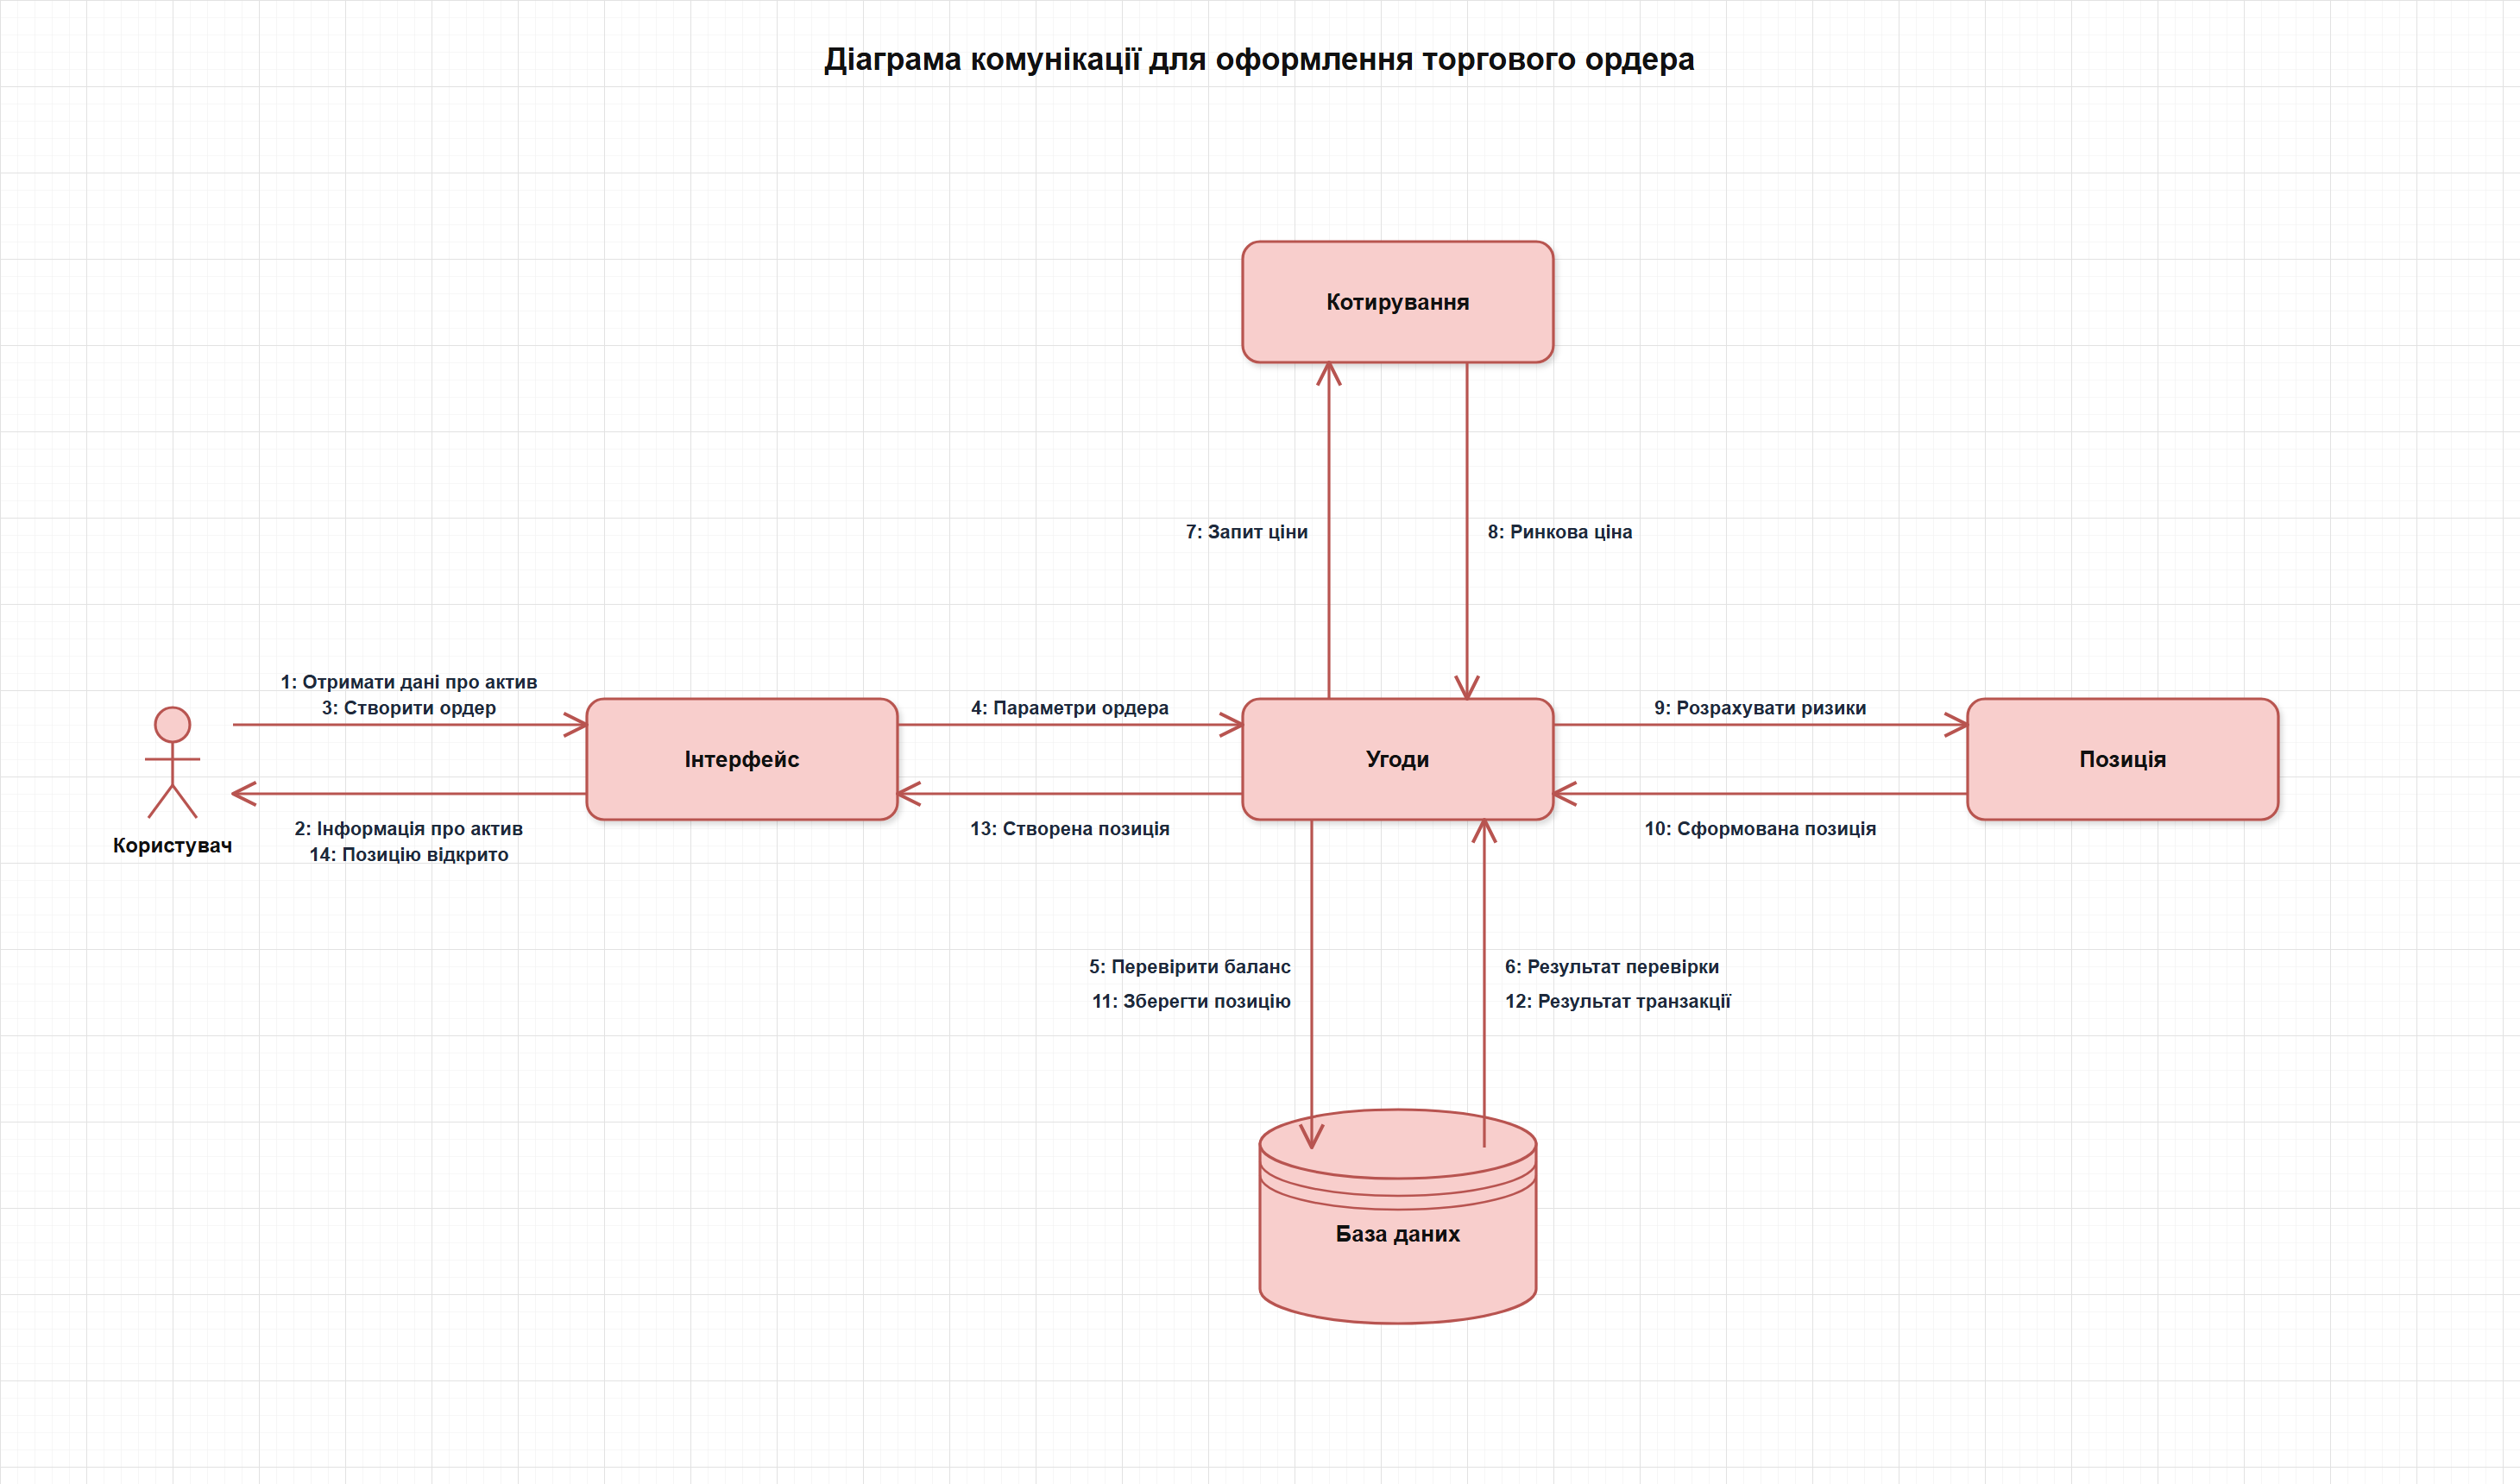 Діаграма комунікації для оформлення торгового ордера
Котирування
7: Запит ціни
8: Ринкова ціна
1: Отримати дані про актив
3: Створити ордер
4: Параметри ордера
9: Розрахувати ризики
Інтерфейс
Угоди
Позиція
Користувач
2: Інформація про актив
14: Позицію відкрито
13: Створена позиція
10: Сформована позиція
5: Перевірити баланс
11: Зберегти позицію
6: Результат перевірки
12: Результат транзакції
База даних